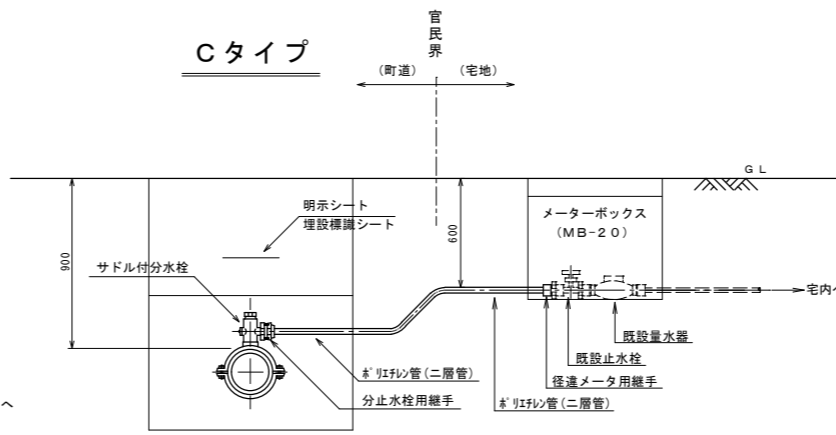 Cタイプ
官民界
(町道)
(宅地)
GL
明示シート
埋設標識シート
900
600
メーターボックス
(MB-20)
サドル付分水栓
宅内へ
既設量水器
既設止水栓
ポリエチレン管(二層管)
径違メータ用継手
分止水栓用継手
ポリエチレン管(二層管)
へ